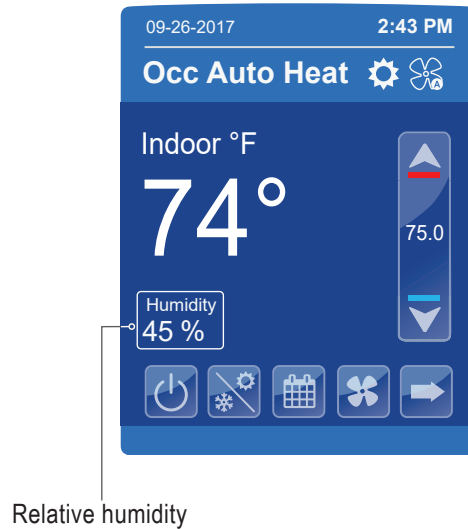 09-26-2017 2:43 PM
Occ Auto Heat A
Indoor °F
74°
75.0
Humidity
45 %
Relative humidity